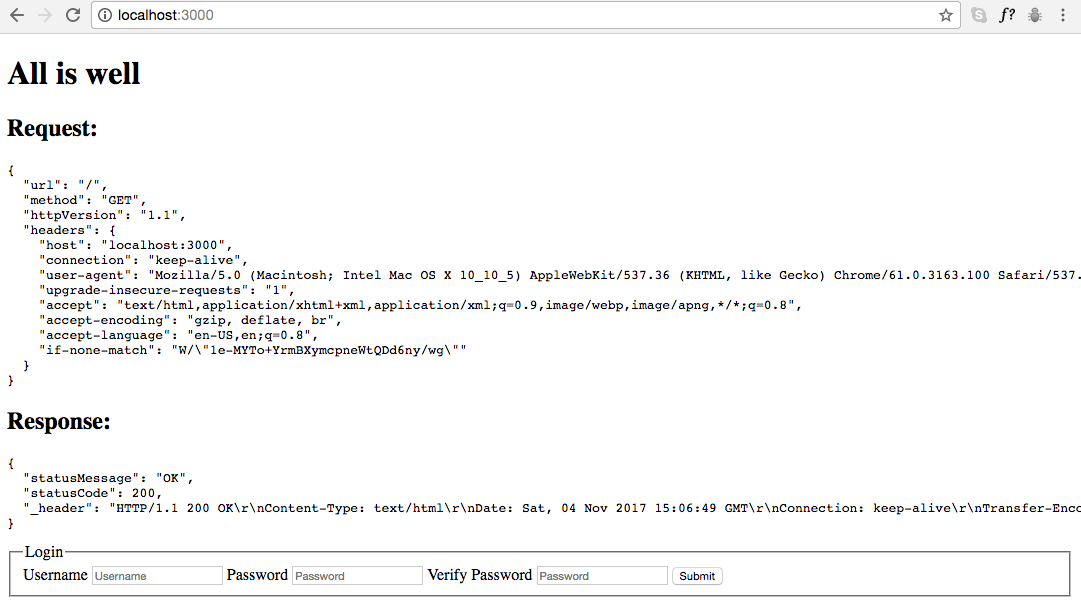 localhost:3000
f?
All is well
Request:
{
  "url": "/",
  "method": "GET",
  "httpVersion": "1.1",
  "headers": {
    "host": "localhost:3000",
    "connection": "keep-alive",
    "user-agent": "Mozilla/5.0 (Macintosh; Intel Mac OS X 10_10_5) AppleWebKit/537.36 (KHTML, like Gecko) Chrome/61.0.3163.100 Safari/537.
    "upgrade-insecure-requests": "1",
    "accept": "text/html,application/xhtml+xml,application/xml;q=0.9,image/webp,image/apng,*/*;q=0.8",
    "accept-encoding": "gzip, deflate, br",
    "accept-language": "en-US,en;q=0.8",
    "if-none-match": "W/\"1e-MYTo+YrmBXymcpneWtQDd6ny/wg\""
  }
}
Response:
{
  "statusMessage": "OK",
  "statusCode": 200,
  "_header": "HTTP/1.1 200 OK\r\nContent-Type: text/html\r\nDate: Sat, 04 Nov 2017 15:06:49 GMT\r\nConnection: keep-alive\r\nTransfer-Enco
}
Login
Username Username Password Password Verify Password Password Submit